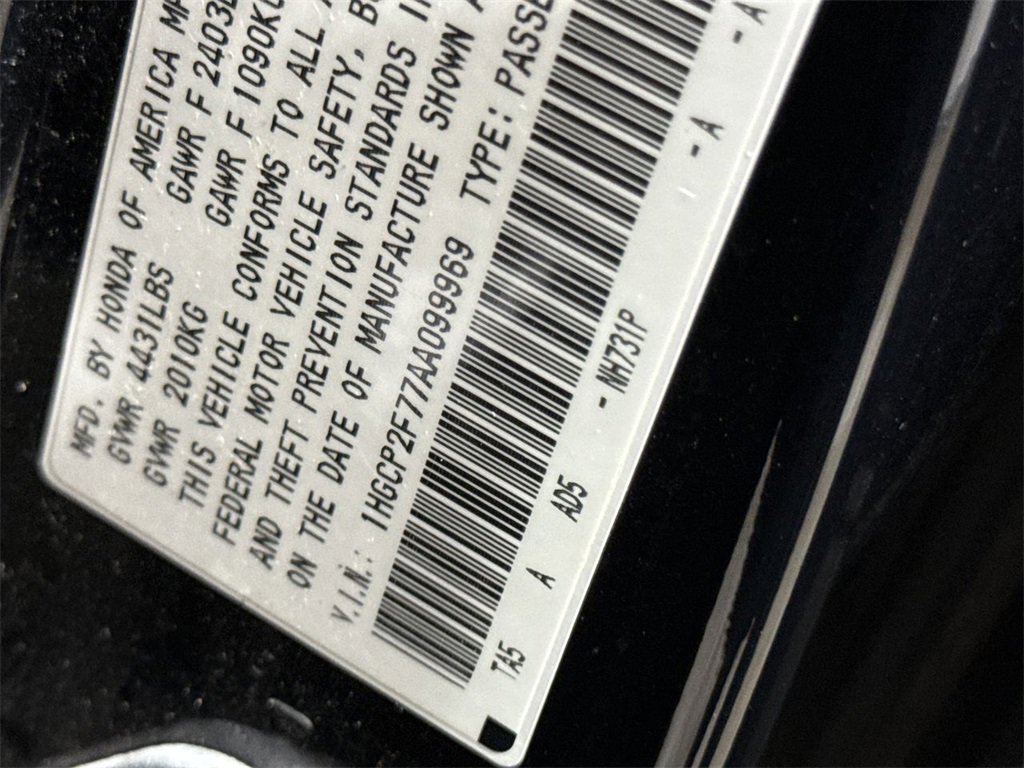 MFD. BY HONDA OF AMERICA
GVWR 4431LBS GAWR F 2403
GVWR 2010KG GAWR F 1090KG
THIS VEHICLE CONFORMS TO ALL
FEDERAL MOTOR VEHICLE SAFETY,
AND THEFT PREVENTION STANDARDS
ON THE DATE OF MANUFACTURE SHOWN
V.I.N.: 1HGCP2F77AA099969 TYPE: PASSE
TA5 A AD5 - NH731P - A - A